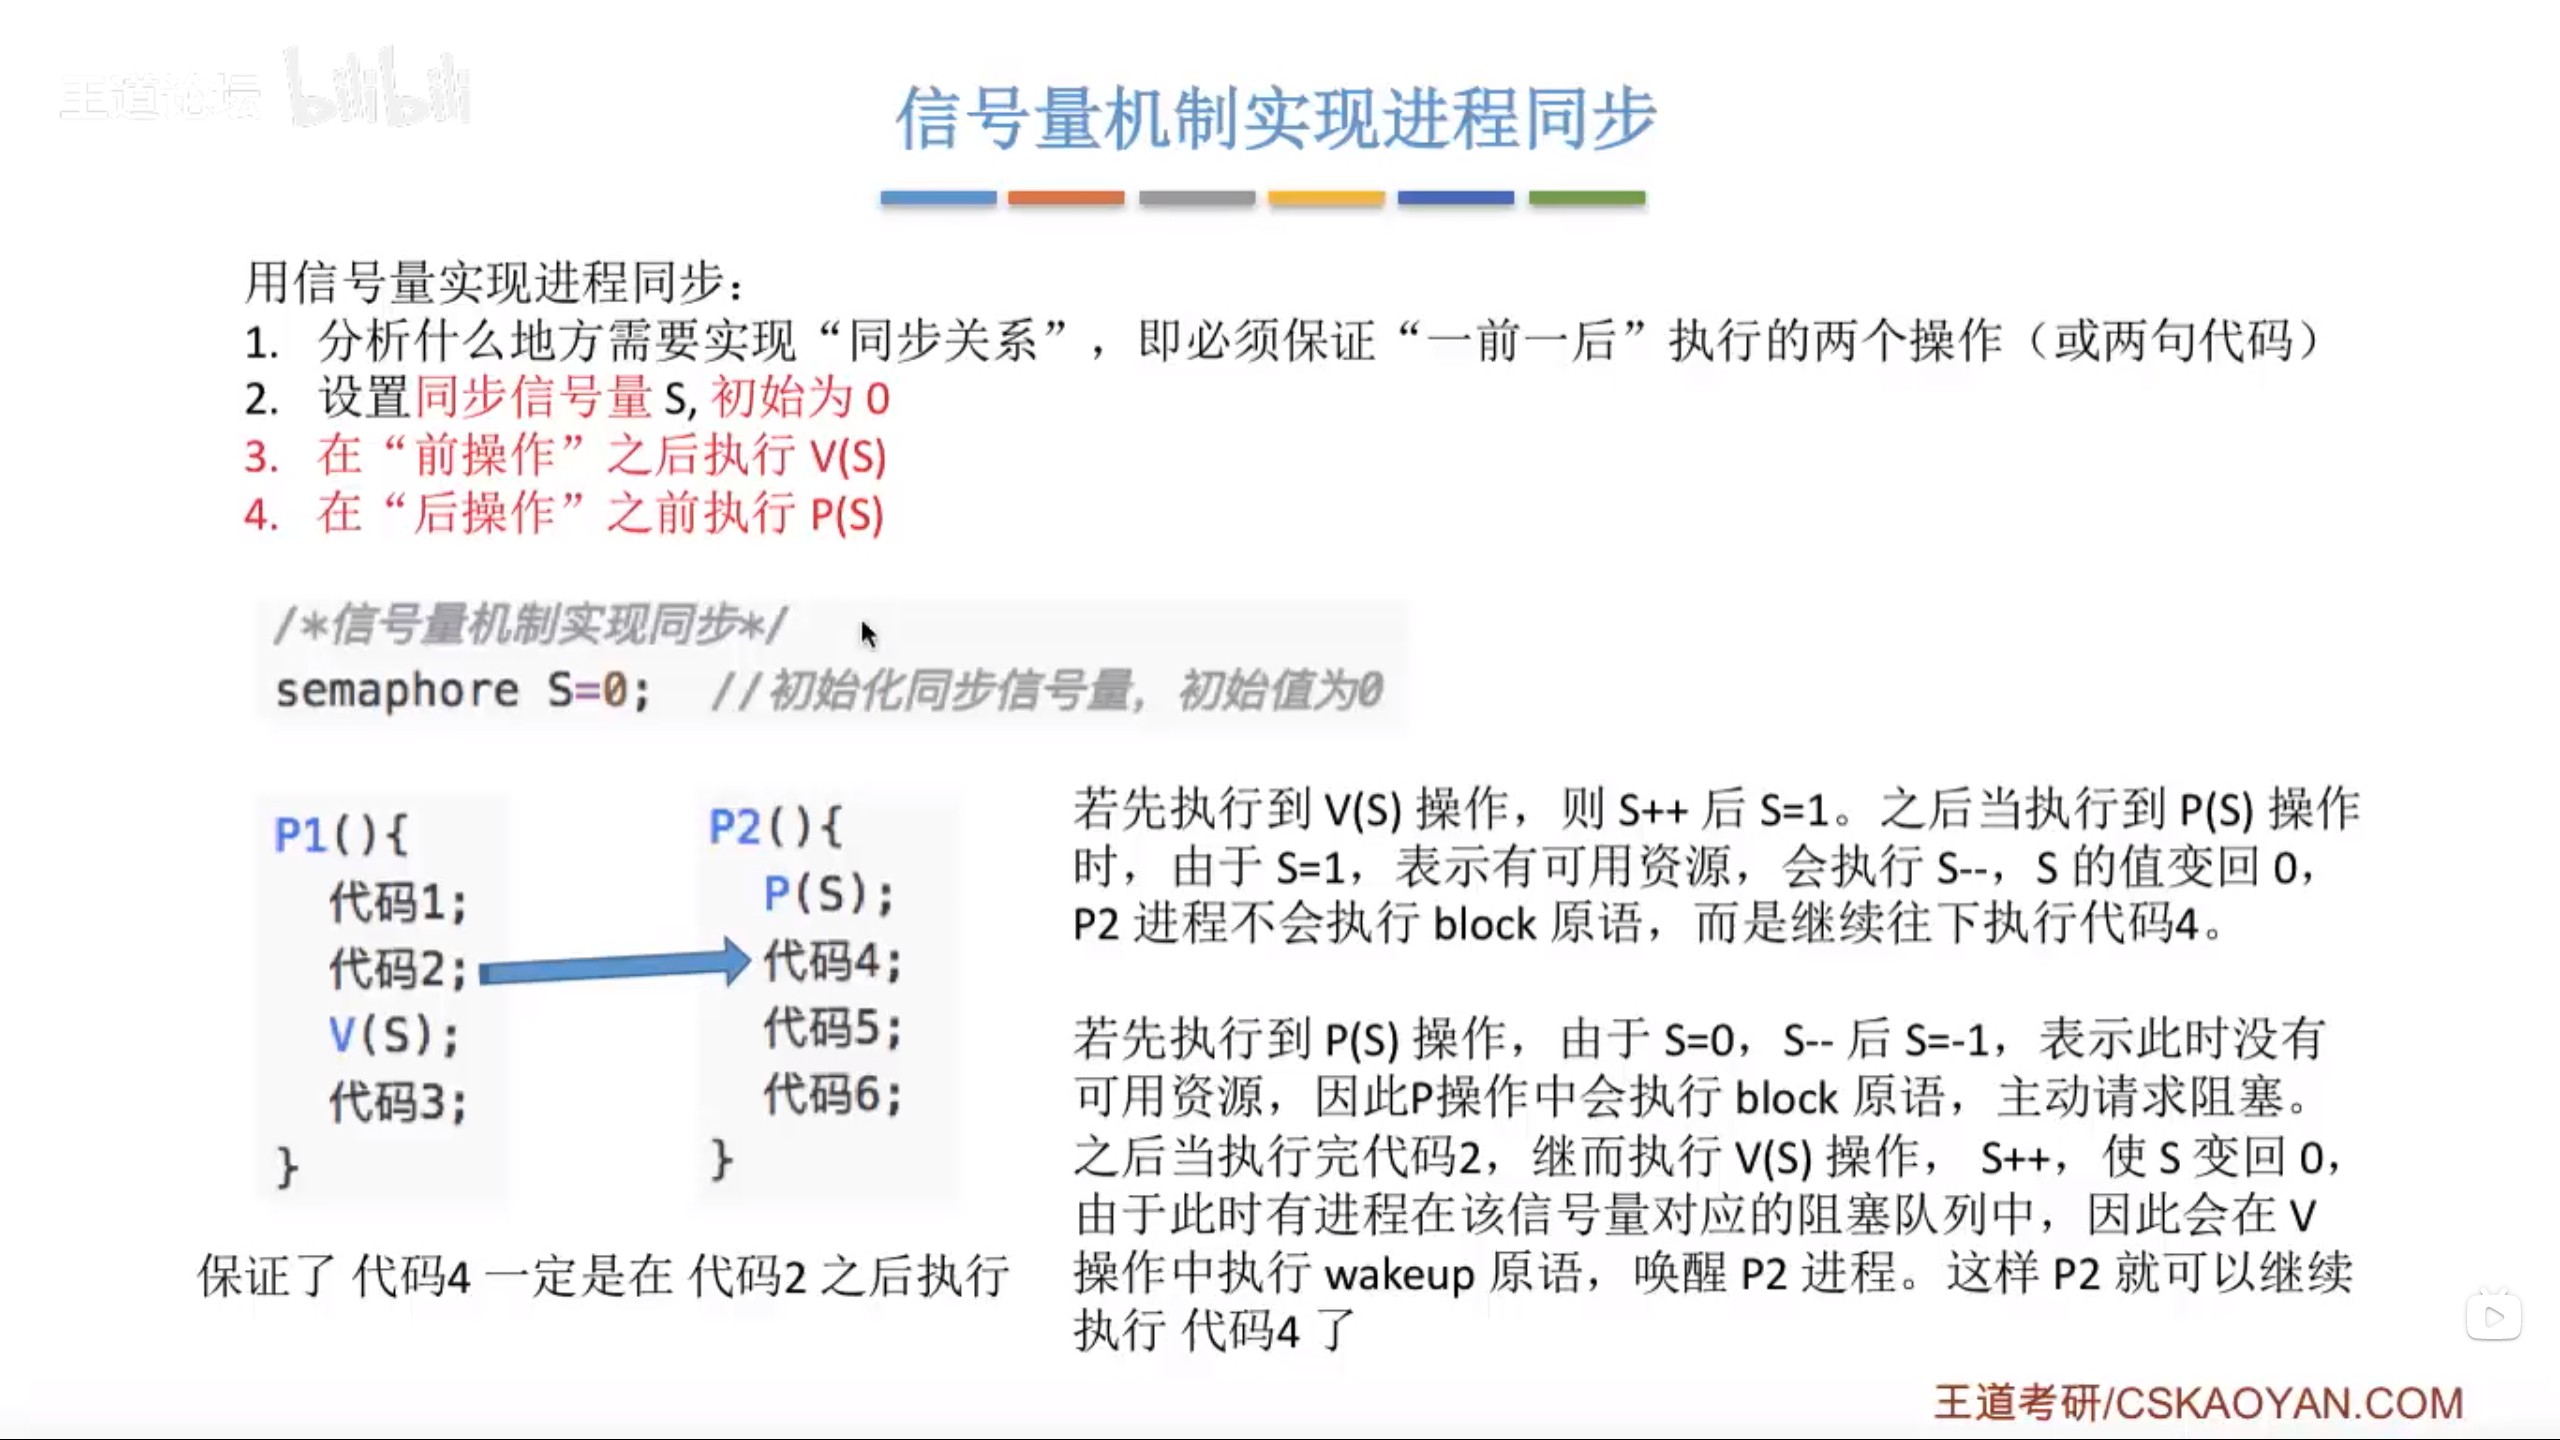 王道论坛 bilibili
信号量机制实现进程同步
用信号量实现进程同步：
1. 分析什么地方需要实现“同步关系”，即必须保证“一前一后”执行的两个操作（或两句代码）
2. 设置同步信号量 S, 初始为 0
3. 在“前操作”之后执行 V(S)
4. 在“后操作”之前执行 P(S)
/*信号量机制实现同步*/
semaphore S=0; //初始化同步信号量，初始值为0
P1(){
代码1;
代码2;
V(S);
代码3;
}
P2(){
P(S);
代码4;
代码5;
代码6;
}
保证了 代码4 一定是在 代码2 之后执行
若先执行到 V(S) 操作，则 S++ 后 S=1。之后当执行到 P(S) 操作
时，由于 S=1，表示有可用资源，会执行 S--，S 的值变回 0，
P2 进程不会执行 block 原语，而是继续往下执行代码4。
若先执行到 P(S) 操作，由于 S=0，S-- 后 S=-1，表示此时没有
可用资源，因此P操作中会执行 block 原语，主动请求阻塞。
之后当执行完代码2，继而执行 V(S) 操作， S++，使 S 变回 0，
由于此时有进程在该信号量对应的阻塞队列中，因此会在 V
操作中执行 wakeup 原语，唤醒 P2 进程。这样 P2 就可以继续
执行 代码4 了
王道考研/CSKAOYAN.COM